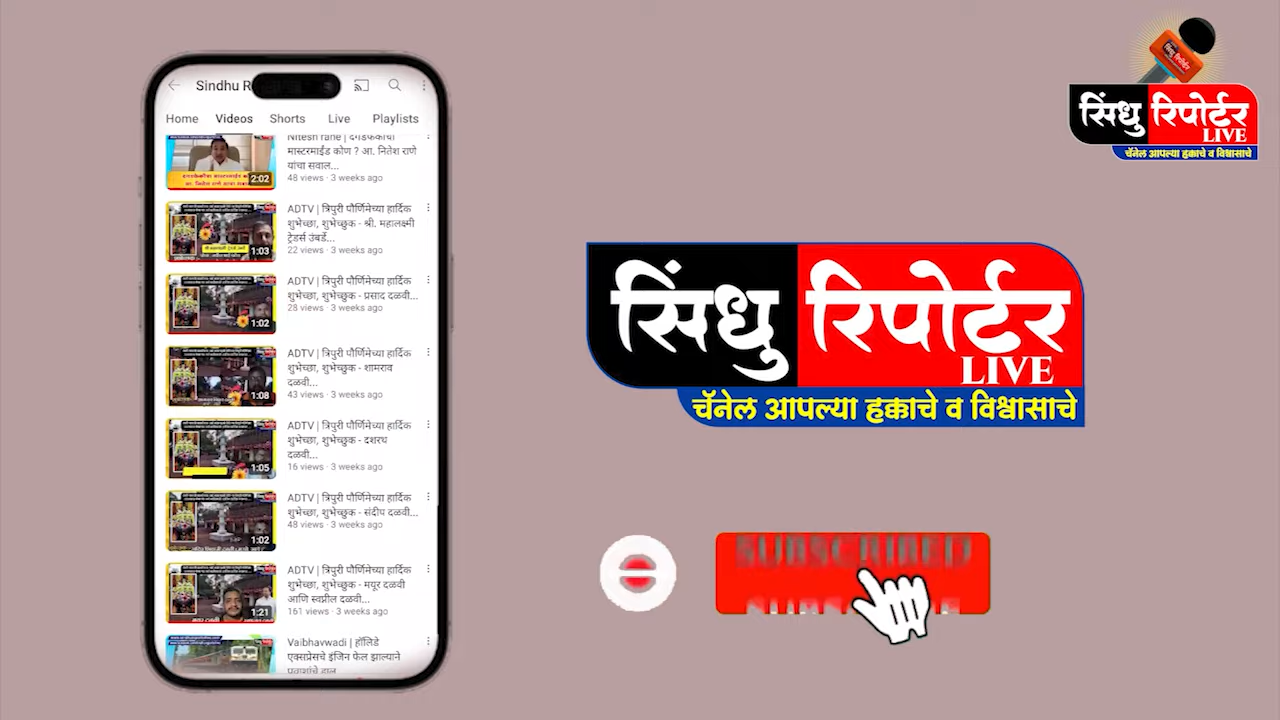 Sindhu R
Home Videos Shorts Live Playlists
Nitesh rane | दगडफेकीचा
मास्टरमाईंड कोण ? आ. नितेश राणे
यांचा सवाल...
48 views · 3 weeks ago
2:02
ADTV | त्रिपुरी पौर्णिमेच्या हार्दिक
शुभेच्छा, शुभेच्छुक - श्री. महालक्ष्मी
ट्रेडर्स उंबर्डे...
22 views · 3 weeks ago
1:03
ADTV | त्रिपुरी पौर्णिमेच्या हार्दिक
शुभेच्छा, शुभेच्छुक - प्रसाद दळवी...
28 views · 3 weeks ago
1:02
ADTV | त्रिपुरी पौर्णिमेच्या हार्दिक
शुभेच्छा, शुभेच्छुक - शामराव
दळवी...
43 views · 3 weeks ago
1:08
ADTV | त्रिपुरी पौर्णिमेच्या हार्दिक
शुभेच्छा, शुभेच्छुक - दशरथ
दळवी...
16 views · 3 weeks ago
1:05
ADTV | त्रिपुरी पौर्णिमेच्या हार्दिक
शुभेच्छा, शुभेच्छुक - संदीप दळवी...
48 views · 3 weeks ago
1:02
ADTV | त्रिपुरी पौर्णिमेच्या हार्दिक
शुभेच्छा, शुभेच्छुक - मयूर दळवी
आणि स्वप्नील दळवी...
161 views · 3 weeks ago
1:21
Vaibhavwadi | हॉलिडे
एक्सप्रेसचे इंजिन फेल झाल्याने
सिंधु रिपोर्टर
LIVE
चॅनेल आपल्या हक्काचे व विश्वासाचे
सिंधु रिपोर्टर
LIVE
चॅनेल आपल्या हक्काचे व विश्वासाचे
SUBSCRIBED